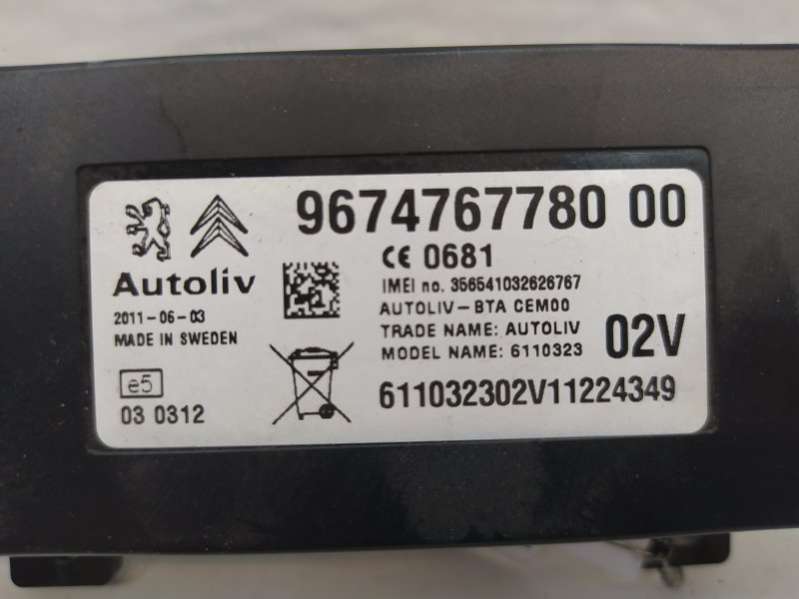 9674767780 00
CE 0681
Autoliv
IMEI no. 356541032626767
AUTOLIV-BTA CEM00
2011-06-03
TRADE NAME: AUTOLIV
MADE IN SWEDEN
MODEL NAME: 6110323
02V
e5
611032302V11224349
03 0312